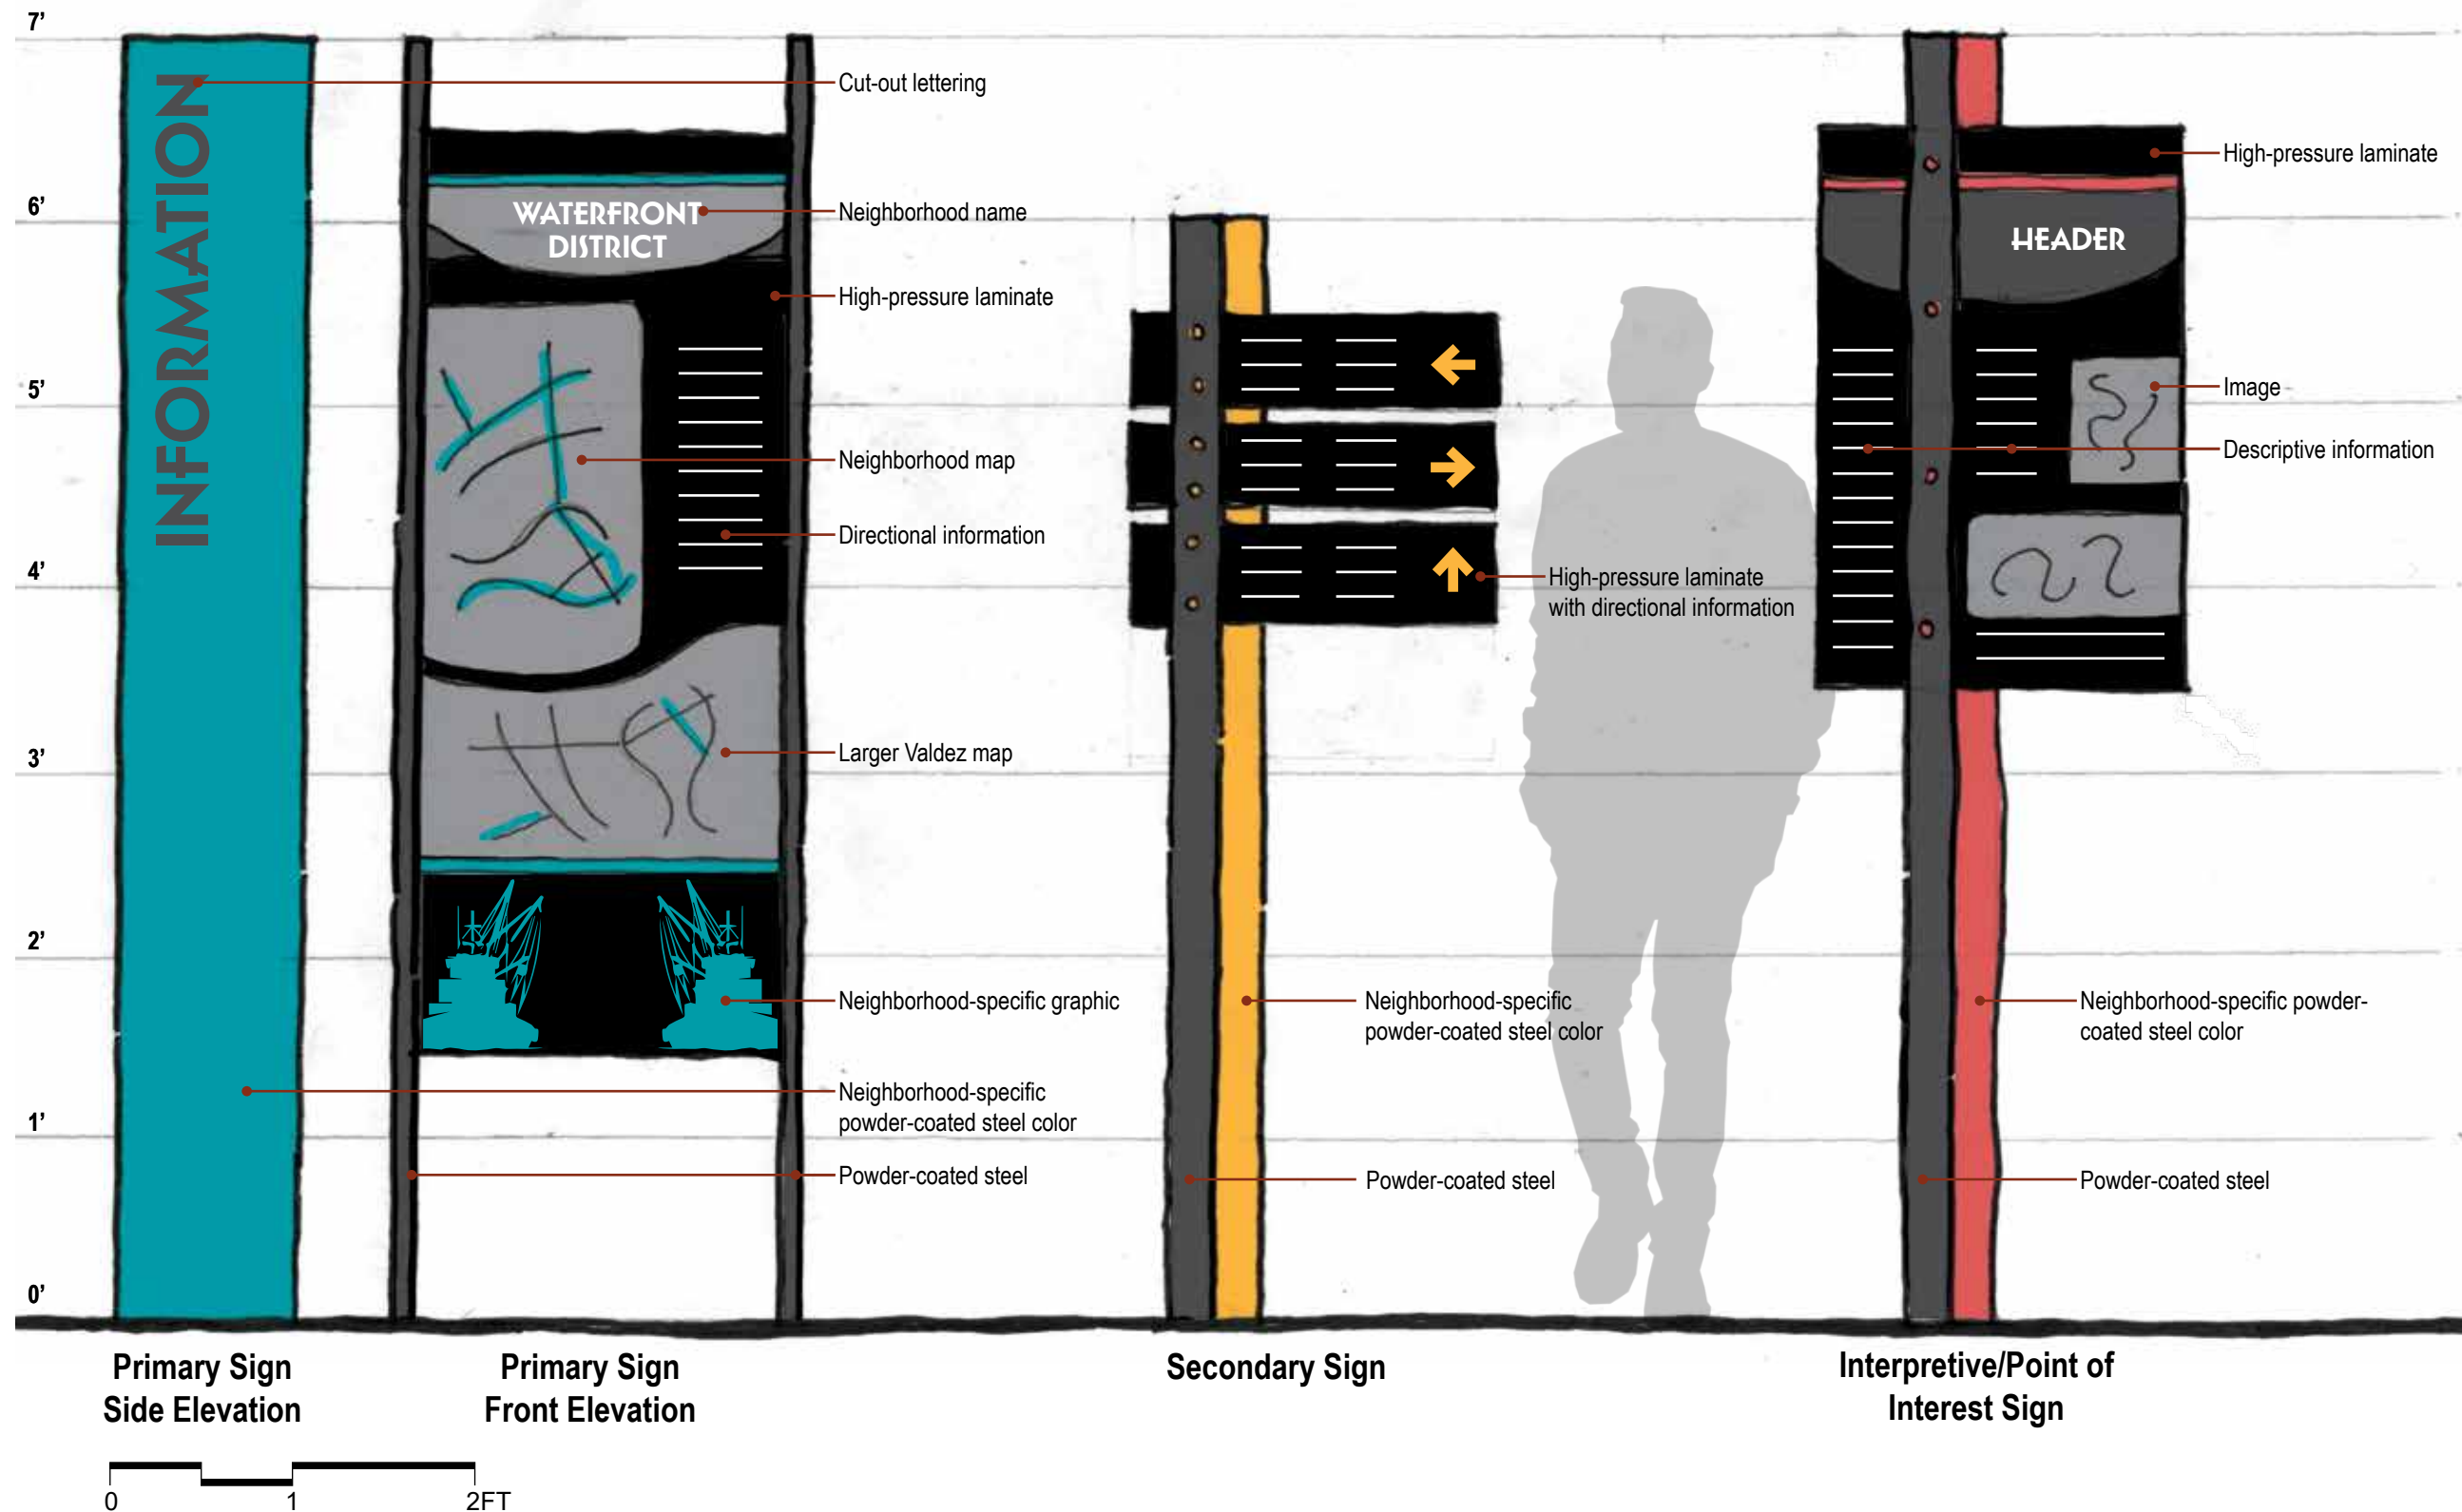 7’
6’
5’
4’
3’
2’
1’
0’
INFORMATION
WATERFRONT
DISTRICT
Cut-out lettering
Neighborhood name
High-pressure laminate
Neighborhood map
Directional information
Larger Valdez map
Neighborhood-specific graphic
Neighborhood-specific
powder-coated steel color
Powder-coated steel
High-pressure laminate
with directional information
Neighborhood-specific
powder-coated steel color
Powder-coated steel
HEADER
High-pressure laminate
Image
Descriptive information
Neighborhood-specific powder-
coated steel color
Powder-coated steel
Primary Sign
Side Elevation
Primary Sign
Front Elevation
Secondary Sign
Interpretive/Point of
Interest Sign
0 1 2FT